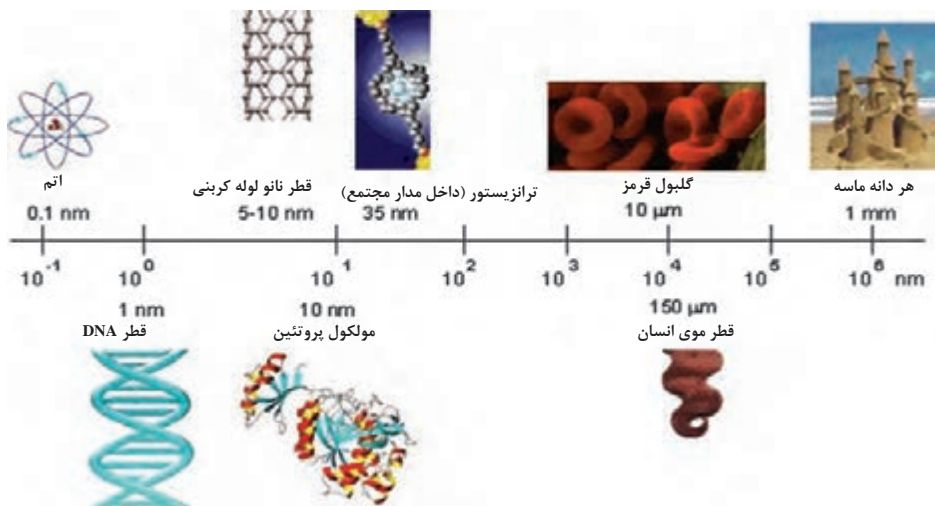 اتم
0.1 nm
قطر نانو لوله کربنی
5-10 nm
ترانزیستور (داخل مدار مجتمع)
35 nm
گلبول قرمز
10 µm
هر دانه ماسه
1 mm
10⁻¹ 10⁰ 10¹ 10² 10³ 10⁴ 10⁵ 10⁶ nm
1 nm
قطر DNA
10 nm
مولکول پروتئین
150 µm
قطر موی انسان